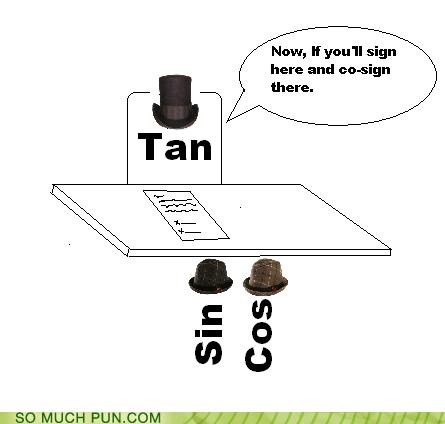 Now, If you'll sign
here and co-sign
there.
Tan
x
x
Sin
Cos
SO MUCH PUN.COM